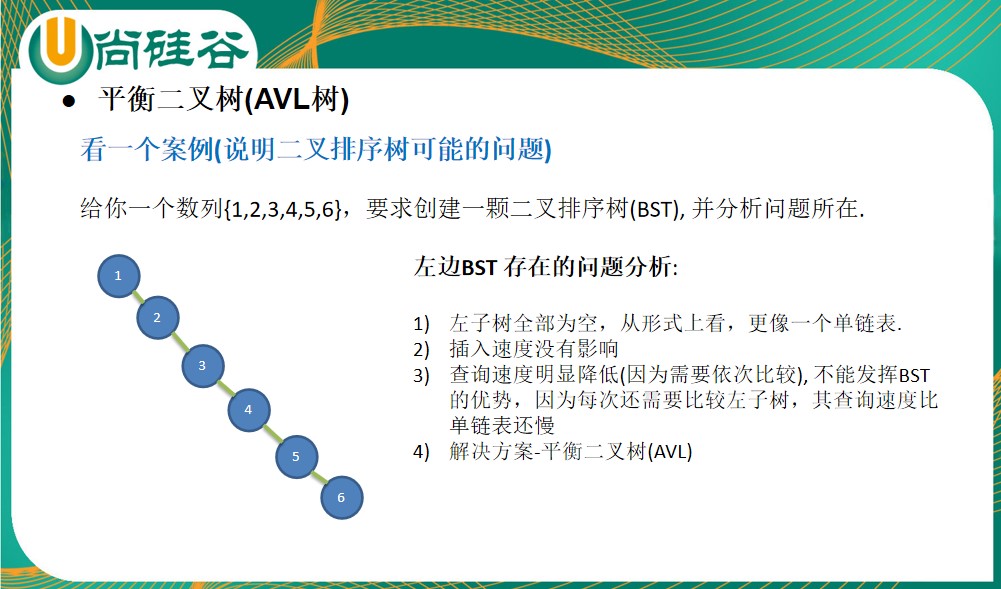 尚硅谷
● 平衡二叉树(AVL树)
看一个案例(说明二叉排序树可能的问题)
给你一个数列{1,2,3,4,5,6}，要求创建一颗二叉排序树(BST), 并分析问题所在.
左边BST 存在的问题分析:
1
2
3
4
5
6
1) 左子树全部为空，从形式上看，更像一个单链表.
2) 插入速度没有影响
3) 查询速度明显降低(因为需要依次比较), 不能发挥BST
的优势，因为每次还需要比较左子树，其查询速度比
单链表还慢
4) 解决方案-平衡二叉树(AVL)